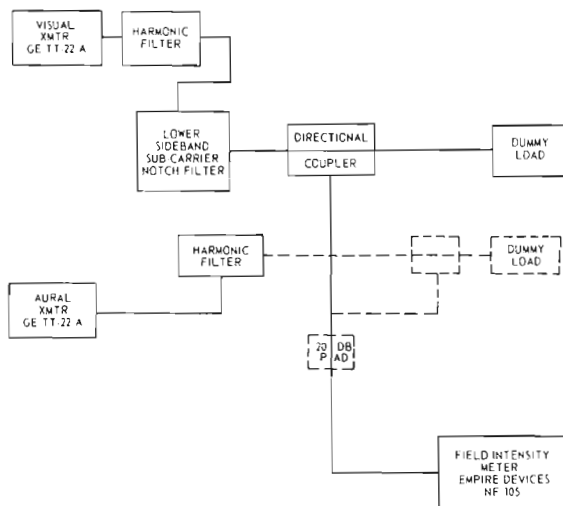 VISUAL
XMTR
GE TT-22 A
HARMONIC
FILTER
LOWER
SIDEBAND
SUB-CARRIER
NOTCH FILTER
DIRECTIONAL
COUPLER
DUMMY
LOAD
HARMONIC
FILTER
DUMMY
LOAD
AURAL
XMTR
GE TT-22 A
20 DB
PAD
FIELD INTENSITY
METER
EMPIRE DEVICES
NF 105